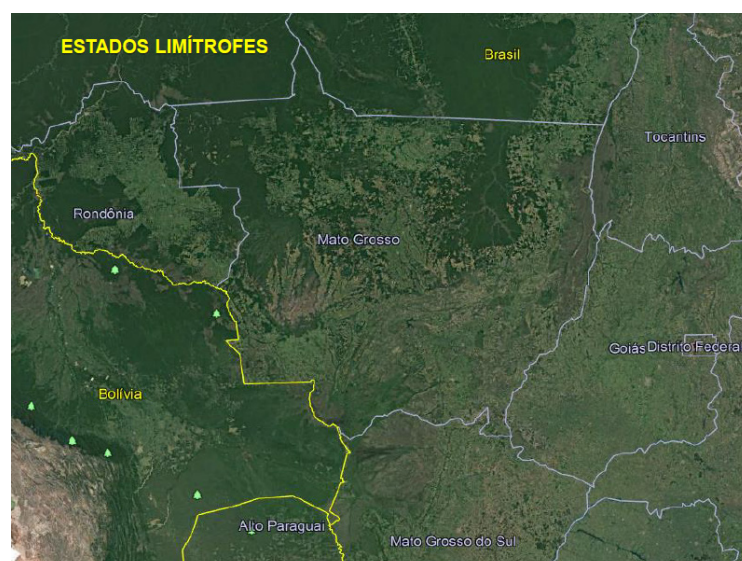 ESTADOS LIMÍTROFES
Brasil
Tocantins
Rondônia
Mato Grosso
Goiás
Distrito Federal
Bolívia
Alto Paraguai
Mato Grosso do Sul